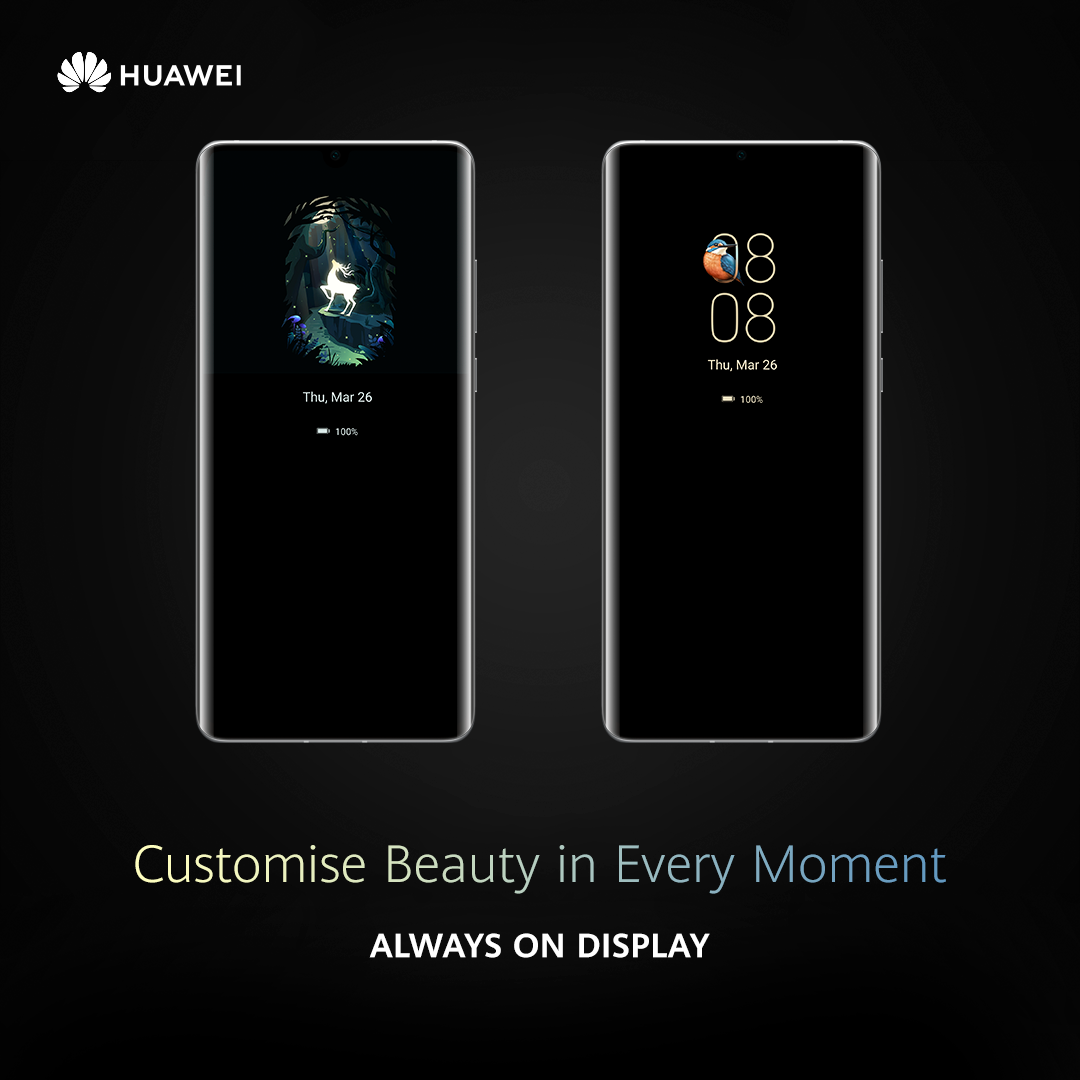 HUAWEI
Thu, Mar 26
100%
08
08
Thu, Mar 26
100%
Customise Beauty in Every Moment
ALWAYS ON DISPLAY